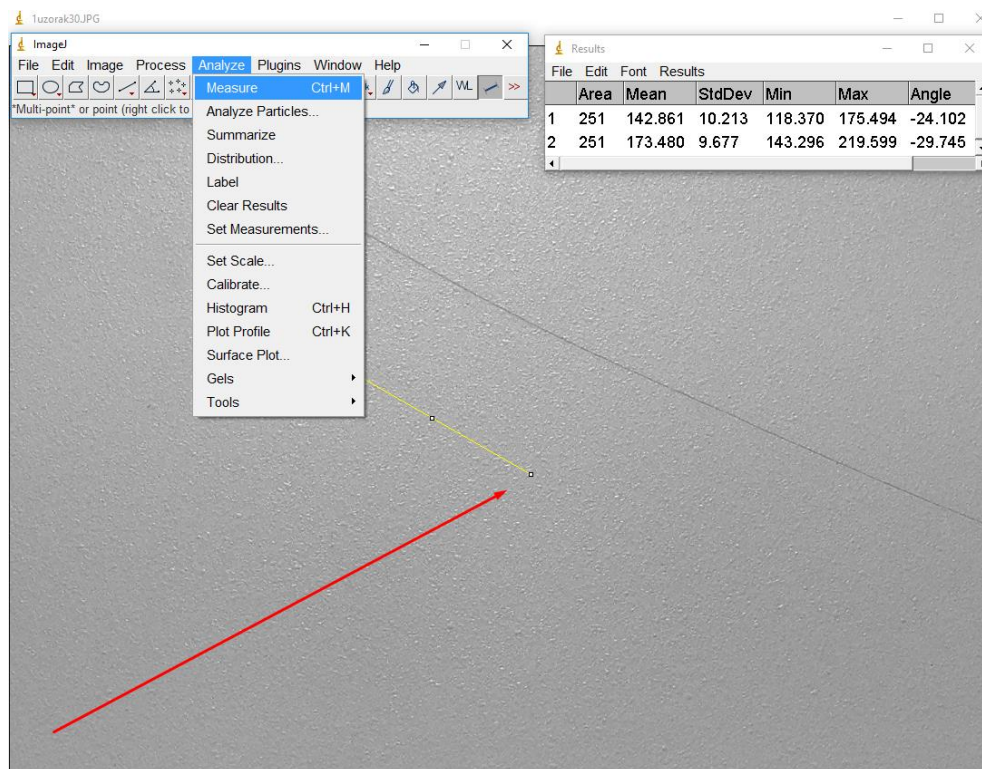 1uzorak30.JPG
ImageJ
File Edit Image Process Analyze Plugins Window Help
*Multi-point* or point (right click to
Measure Ctrl+M
Analyze Particles...
Summarize
Distribution...
Label
Clear Results
Set Measurements...
Set Scale...
Calibrate...
Histogram Ctrl+H
Plot Profile Ctrl+K
Surface Plot...
Gels
Tools
Results
File Edit Font Results
Area Mean StdDev Min Max Angle
1 251 142.861 10.213 118.370 175.494 -24.102
2 251 173.480 9.677 143.296 219.599 -29.745